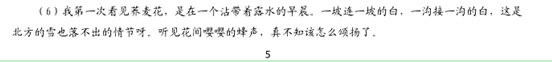 （6）我第一次看见荞麦花，是在一个沾带着露水的早晨。一坡连一坡的白，一沟接一沟的白，这是
北方的雪也落不出的情节呀。听见花间嘤嘤的蜂声，真不知该怎么颂扬了。
5